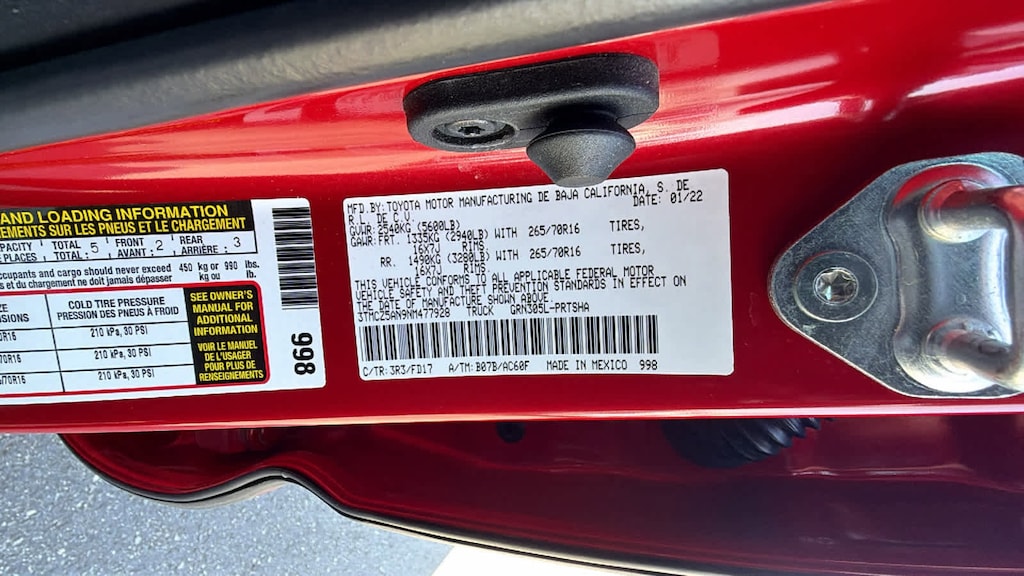 AND LOADING INFORMATION
EMENTS SUR LES PNEUS ET LE CHARGEMENT
APACITY TOTAL 5 FRONT 2 REAR 3
PLACES TOTAL: AVANT: ARRIÈRE:
ccupants and cargo should never exceed 450 kg or 990 lbs.
et du chargement ne doit jamais dépasser kg ou lb.
COLD TIRE PRESSURE
PRESSION DES PNEUS À FROID
210 kPa, 30 PSI
210 kPa, 30 PSI
/70R16 210 kPa, 30 PSI
SEE OWNER'S
MANUAL FOR
ADDITIONAL
INFORMATION
VOIR LE MANUEL
DE L'USAGER
POUR PLUS DE
RENSEIGNEMENTS
998
MFD.BY:TOYOTA MOTOR MANUFACTURING DE BAJA CALIFORNIA, S. DE
R.L. DE C.V. DATE: 01/22
GVWR:2540KG (5600LB)
GAWR:FRT. 1335KG (2940LB) WITH 265/70R16 TIRES,
16X7J RIMS
RR. 1490KG (3280LB) WITH 265/70R16 TIRES,
16X7J RIMS
THIS VEHICLE CONFORMS TO ALL APPLICABLE FEDERAL MOTOR
VEHICLE SAFETY AND THEFT PREVENTION STANDARDS IN EFFECT ON
THE DATE OF MANUFACTURE SHOWN ABOVE.
3TMCZ5AN9NM477928 TRUCK GRN305L-PRTSHA
C/TR:3R3/FD17 A/TM:B07B/AC60F MADE IN MEXICO 998